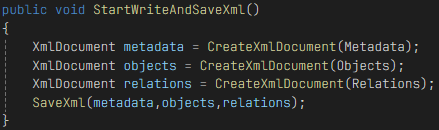 public void StartWriteAndSaveXml()
{
XmlDocument metadata = CreateXmlDocument(Metadata);
XmlDocument objects = CreateXmlDocument(Objects);
XmlDocument relations = CreateXmlDocument(Relations);
SaveXml(metadata,objects,relations);
}